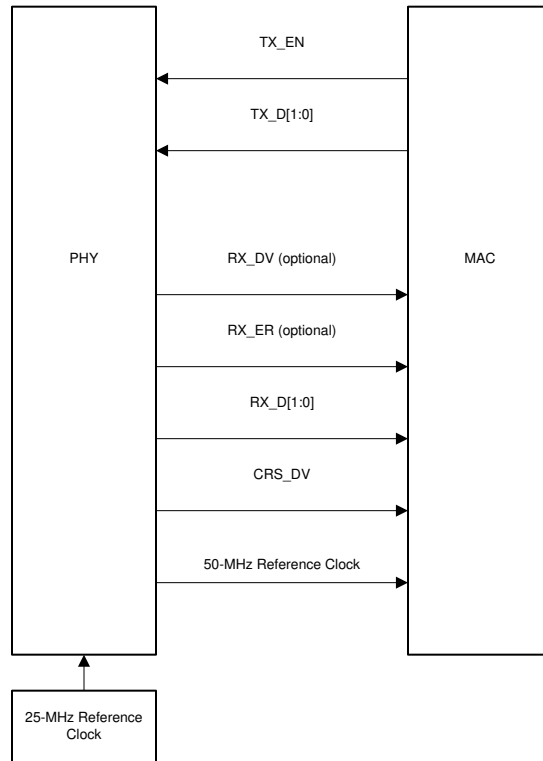 TX_EN
TX_D[1:0]
PHY
RX_DV (optional)
MAC
RX_ER (optional)
RX_D[1:0]
CRS_DV
50-MHz Reference Clock
25-MHz Reference
Clock